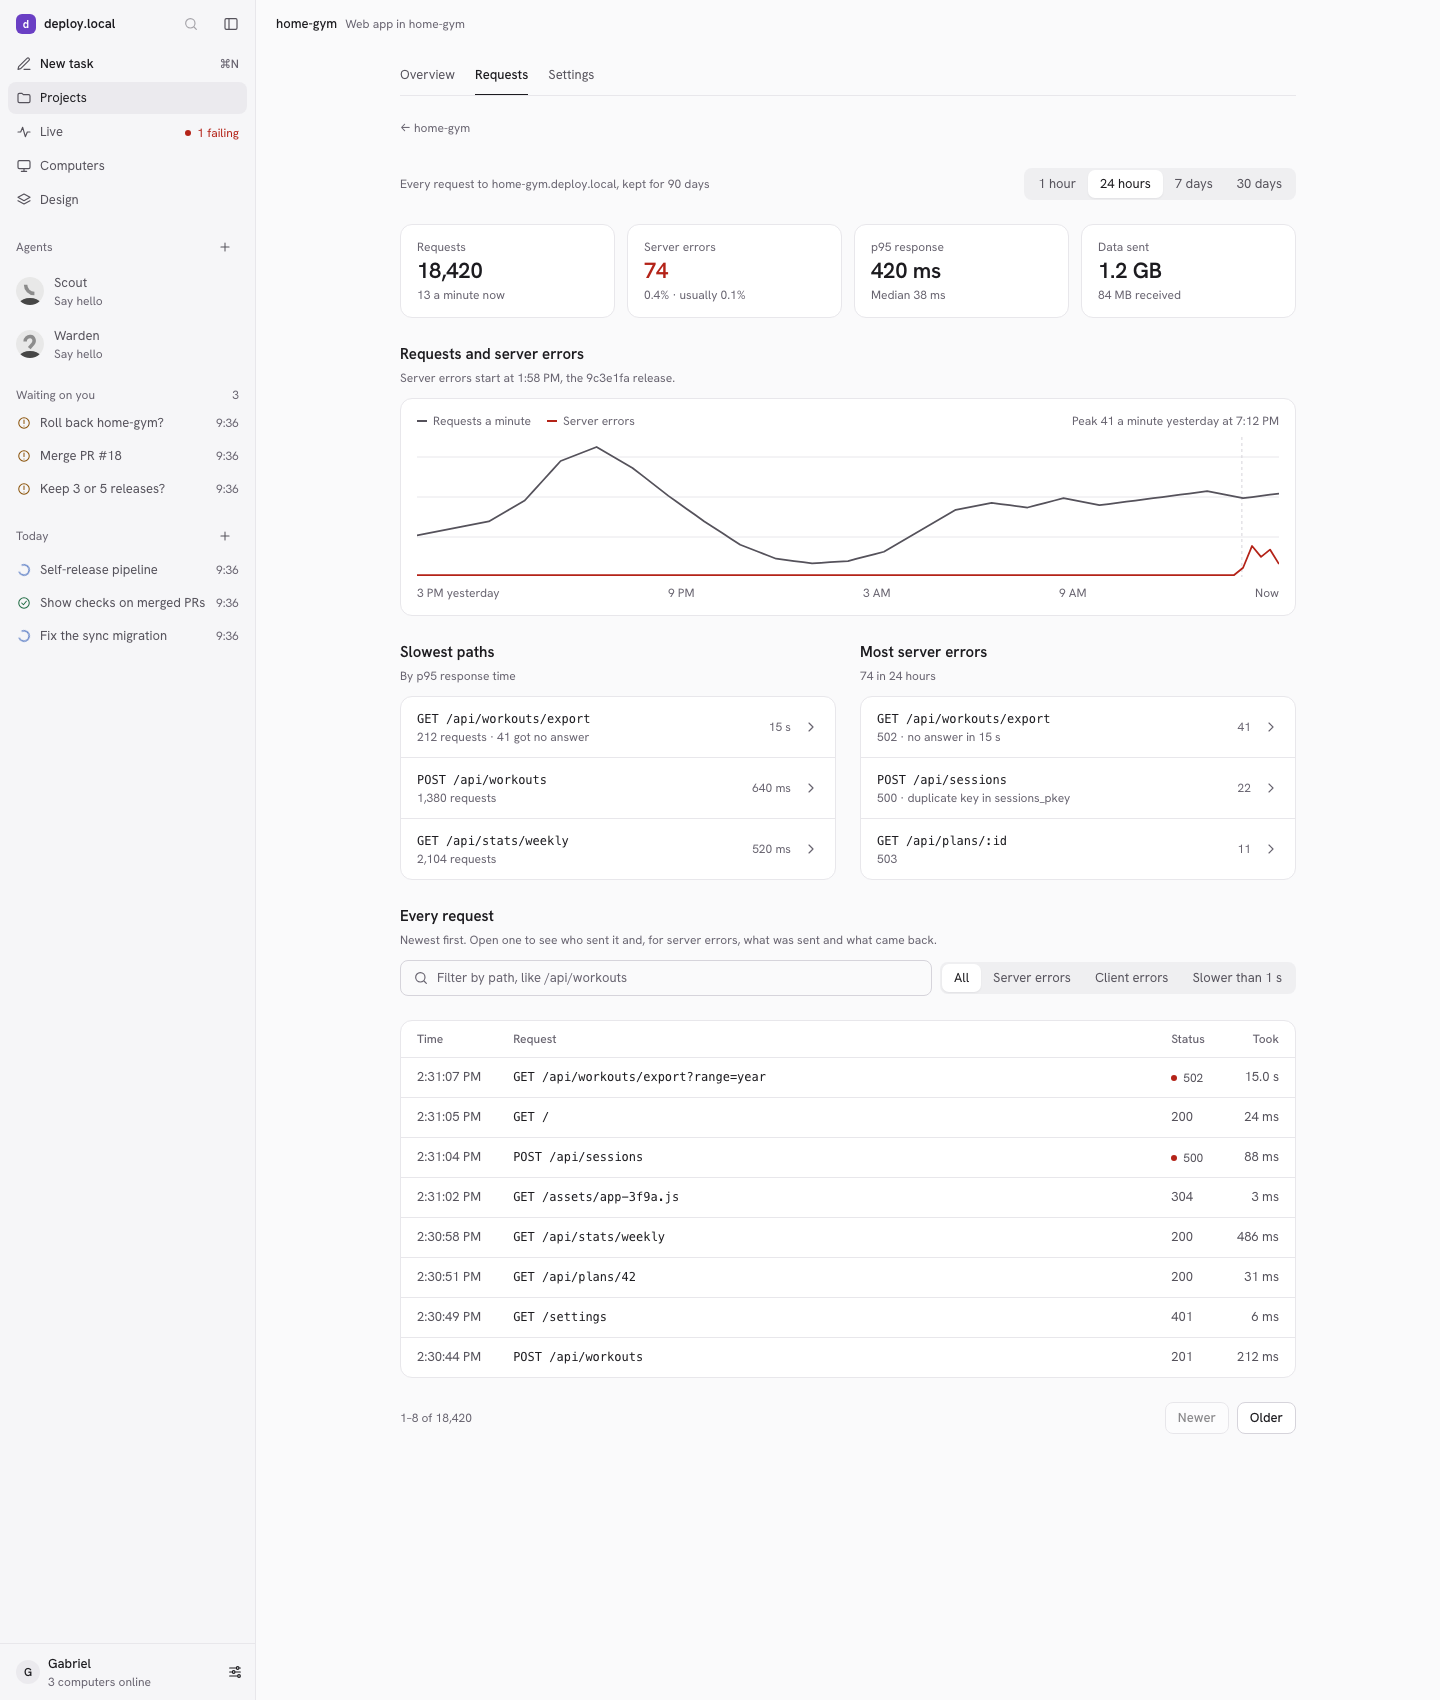 d deploy.local
New task ⌘N
Projects
Live 1 failing
Computers
Design
Agents
Scout
Say hello
Warden
Say hello
Waiting on you 3
Roll back home-gym? 9:36
Merge PR #18 9:36
Keep 3 or 5 releases? 9:36
Today
Self-release pipeline 9:36
Show checks on merged PRs 9:36
Fix the sync migration 9:36
G Gabriel
3 computers online
home-gym Web app in home-gym
Overview Requests Settings
← home-gym
Every request to home-gym.deploy.local, kept for 90 days
1 hour 24 hours 7 days 30 days
Requests
18,420
13 a minute now
Server errors
74
0.4% · usually 0.1%
p95 response
420 ms
Median 38 ms
Data sent
1.2 GB
84 MB received
Requests and server errors
Server errors start at 1:58 PM, the 9c3e1fa release.
Requests a minute Server errors Peak 41 a minute yesterday at 7:12 PM
3 PM yesterday 9 PM 3 AM 9 AM Now
Slowest paths
By p95 response time
GET /api/workouts/export 15 s
212 requests · 41 got no answer
POST /api/workouts 640 ms
1,380 requests
GET /api/stats/weekly 520 ms
2,104 requests
Most server errors
74 in 24 hours
GET /api/workouts/export 41
502 · no answer in 15 s
POST /api/sessions 22
500 · duplicate key in sessions_pkey
GET /api/plans/:id 11
503
Every request
Newest first. Open one to see who sent it and, for server errors, what was sent and what came back.
Filter by path, like /api/workouts
All Server errors Client errors Slower than 1 s
Time Request Status Took
2:31:07 PM GET /api/workouts/export?range=year 502 15.0 s
2:31:05 PM GET / 200 24 ms
2:31:04 PM POST /api/sessions 500 88 ms
2:31:02 PM GET /assets/app-3f9a.js 304 3 ms
2:30:58 PM GET /api/stats/weekly 200 486 ms
2:30:51 PM GET /api/plans/42 200 31 ms
2:30:49 PM GET /settings 401 6 ms
2:30:44 PM POST /api/workouts 201 212 ms
1–8 of 18,420
Newer Older